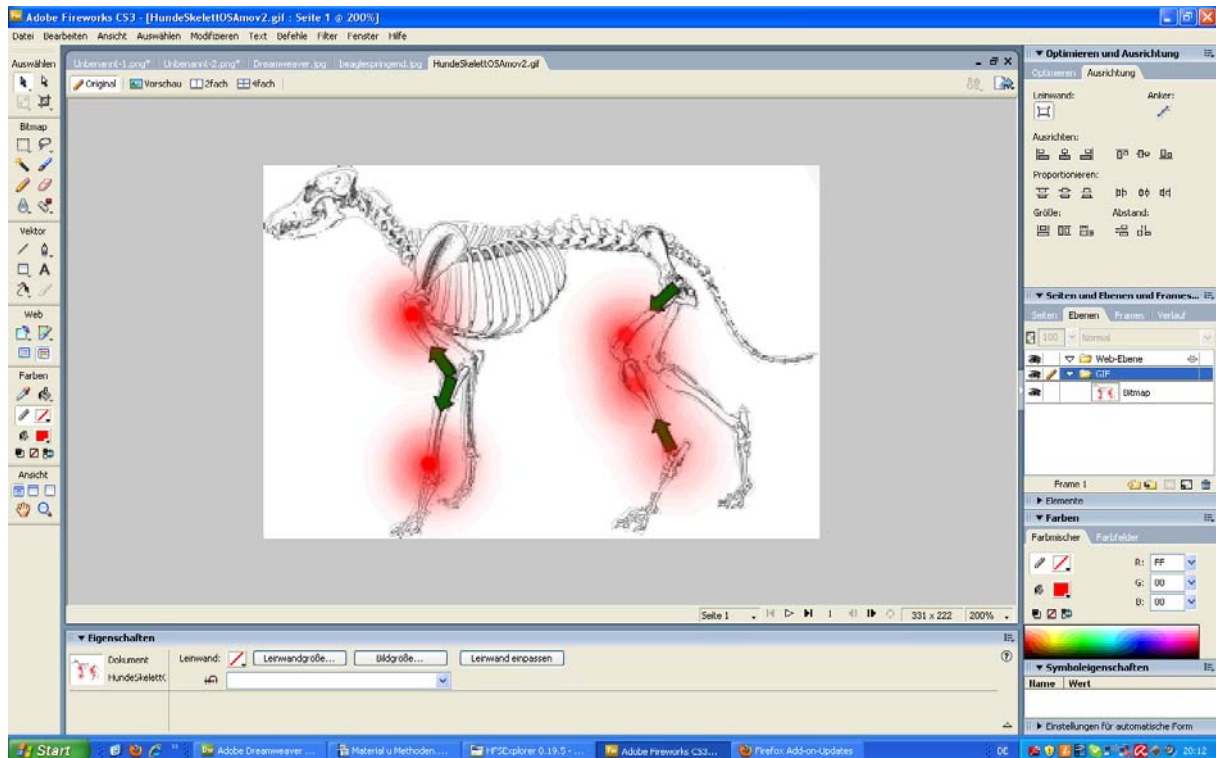 Adobe Fireworks CS3 - [HundeSkelettOSAmov2.gif : Seite 1 @ 200%]
Datei Bearbeiten Ansicht Auswählen Modifizieren Text Befehle Filter Fenster Hilfe
Auswählen
Unbenannt-1.png* Unbenannt-2.png* Dreamweaver.jpg beaglespringend.jpg HundeSkelettOSAmov2.gif
Original Vorschau 2fach 4fach
Bitmap
Vektor
Web
Farben
Ansicht
Optimieren und Ausrichtung
Optimieren Ausrichtung
Leinwand: Anker:
Ausrichten:
Proportionieren:
Größe: Abstand:
Seiten und Ebenen und Frames...
Seiten Ebenen Frames Verlauf
100 Normal
Web-Ebene
GIF
Bitmap
Frame 1
Elemente
Farben
Farbmischer Farbfelder
R: FF
G: 00
B: 00
Symboleigenschaften
Name Wert
Einstellungen für automatische Form
Seite 1 1 331 x 222 200%
Eigenschaften
Dokument Leinwand: Leinwandgröße... Bildgröße... Leinwand einpassen
HundeSkelett
Start Adobe Dreamweaver ... Material u Methoden.... HFSExplorer 0.19.5 - ... Adobe Fireworks CS3... Firefox Add-on-Updates DE 20:12